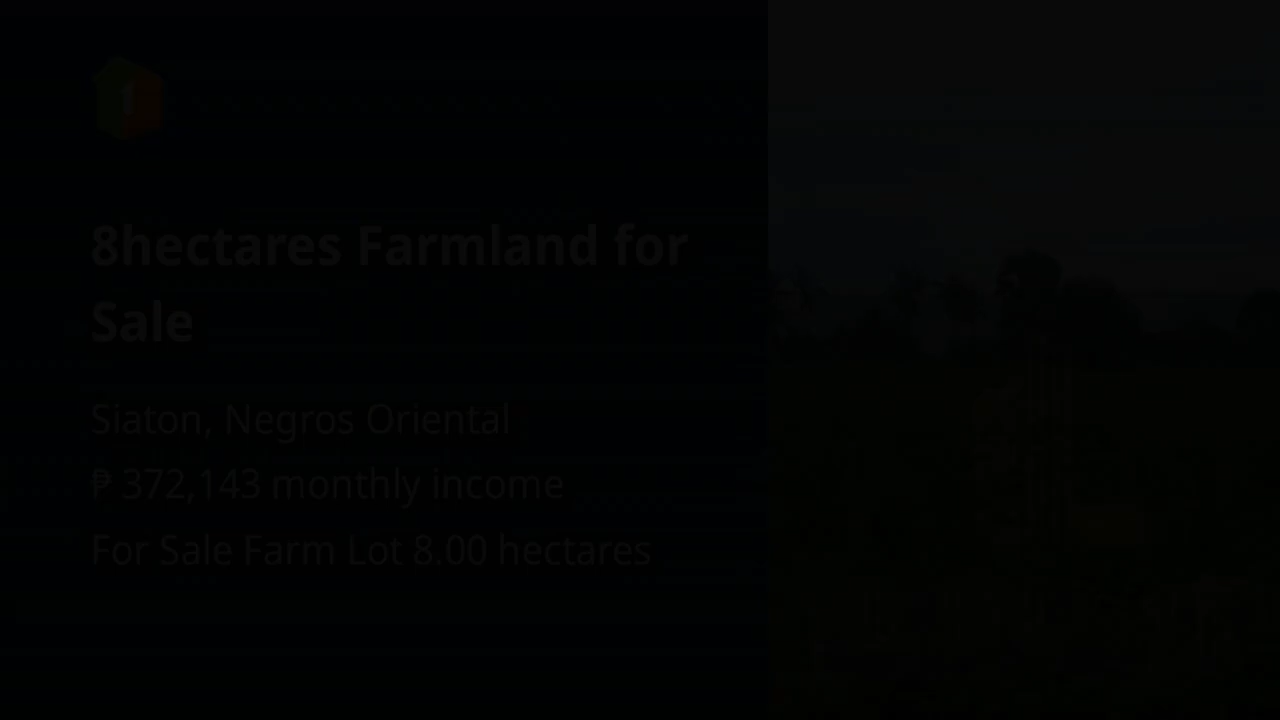 8hectares Farmland for
Sale
Siaton, Negros Oriental
₱ 372,143 monthly income
For Sale Farm Lot 8.00 hectares